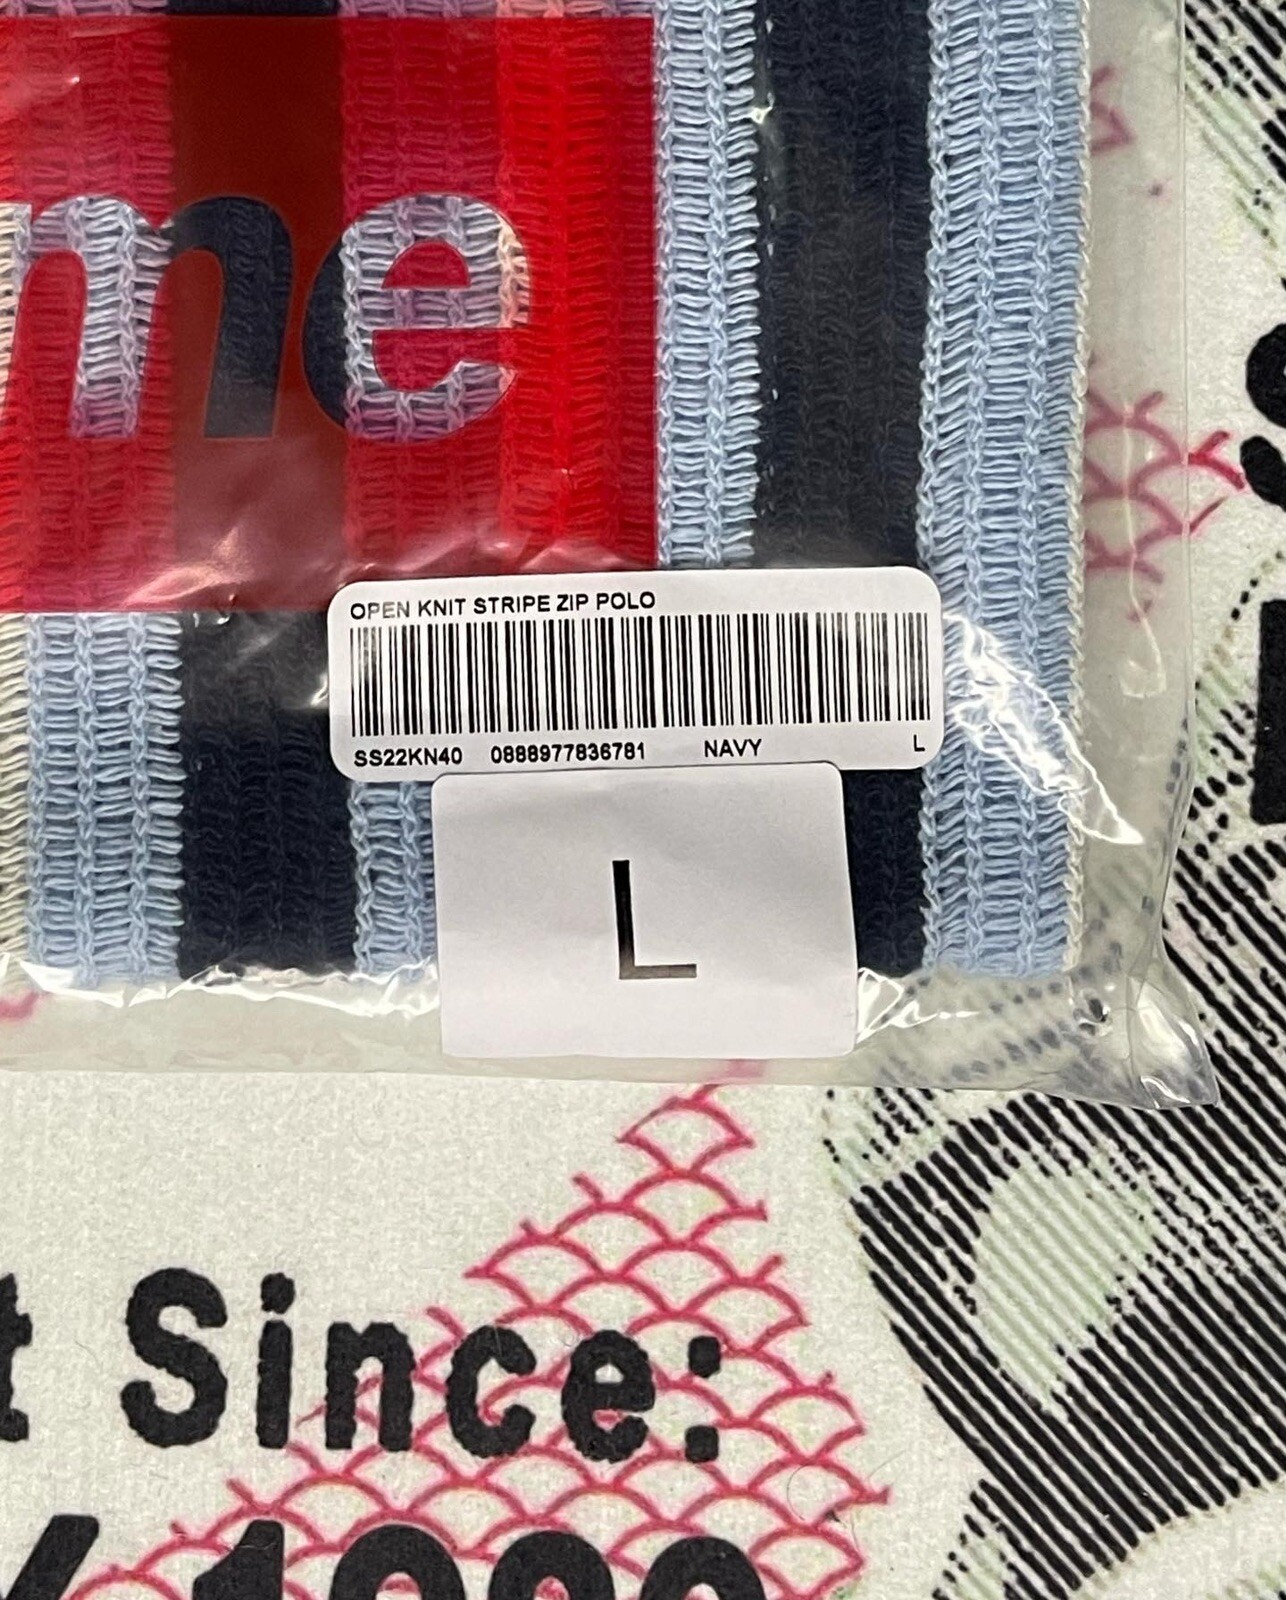 me
OPEN KNIT STRIPE ZIP POLO
SS22KN40 0888977836781 NAVY L
L
t Since: